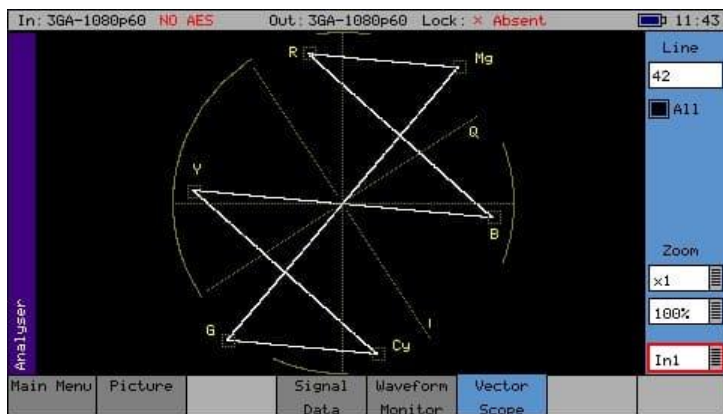 In: 3GA-1080p60 NO AES Out: 3GA-1080p60 Lock: × Absent 11:43
Line
42
All
R
Mg
Q
Y
B
I
G
Cy
Zoom
x1
100%
In1
Analyser
Main Menu Picture Signal Data Waveform Monitor Vector Scope